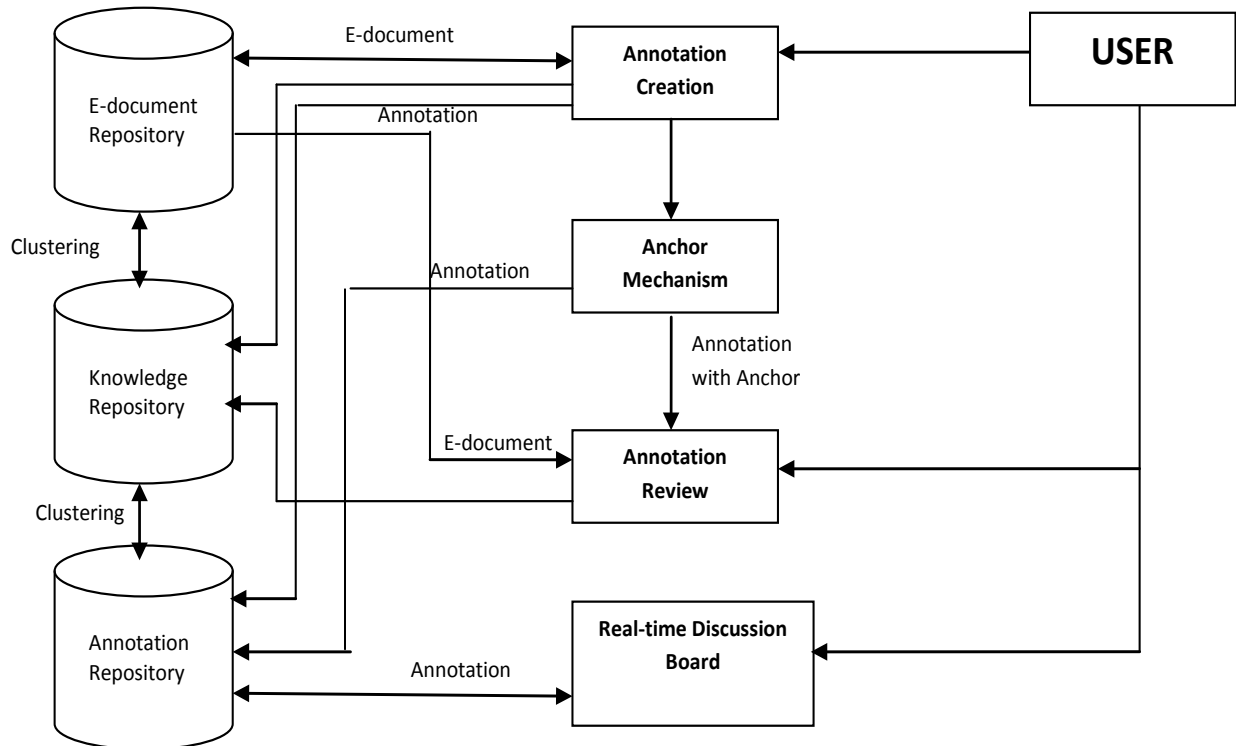 E-document
Annotation
Creation
USER
E-document
Repository
Annotation
Clustering
Anchor
Mechanism
Annotation
Annotation
with Anchor
Knowledge
Repository
E-document
Annotation
Review
Clustering
Real-time Discussion
Board
Annotation
Repository
Annotation